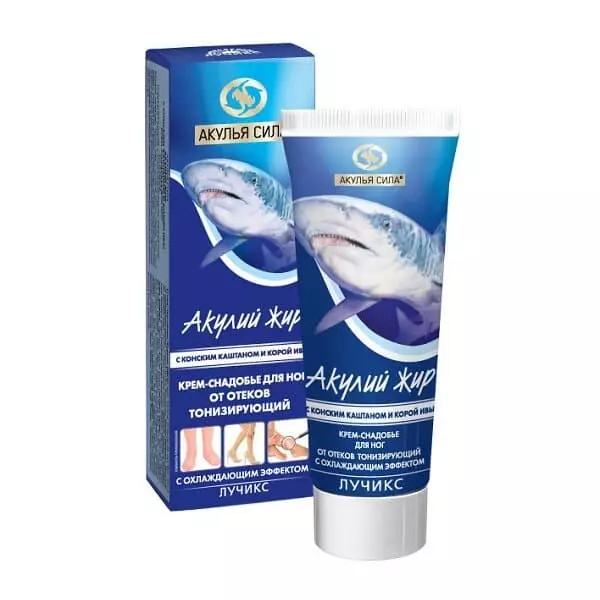 АКУЛЬЯ СИЛА®
Акулий жир
С КОНСКИМ КАШТАНОМ И КОРОЙ ИВЫ
КРЕМ-СНАДОБЬЕ ДЛЯ НОГ
ОТ ОТЕКОВ
ТОНИЗИРУЮЩИЙ
С ОХЛАЖДАЮЩИМ ЭФФЕКТОМ
ЛУЧИКС
АКУЛЬЯ СИЛА®
Акулий жир
С КОНСКИМ КАШТАНОМ И КОРОЙ ИВЫ
КРЕМ-СНАДОБЬЕ
ДЛЯ НОГ
ОТ ОТЕКОВ ТОНИЗИРУЮЩИЙ
С ОХЛАЖДАЮЩИМ ЭФФЕКТОМ
ЛУЧИКС